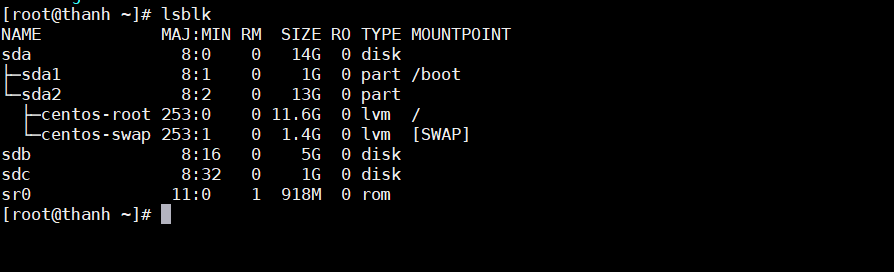 [root@thanh ~]# lsblk
NAME            MAJ:MIN RM  SIZE RO TYPE MOUNTPOINT
sda               8:0    0   14G  0 disk
├─sda1            8:1    0    1G  0 part /boot
└─sda2            8:2    0   13G  0 part
  ├─centos-root 253:0    0 11.6G  0 lvm  /
  └─centos-swap 253:1    0  1.4G  0 lvm  [SWAP]
sdb               8:16   0    5G  0 disk
sdc               8:32   0    1G  0 disk
sr0              11:0    1  918M  0 rom
[root@thanh ~]#